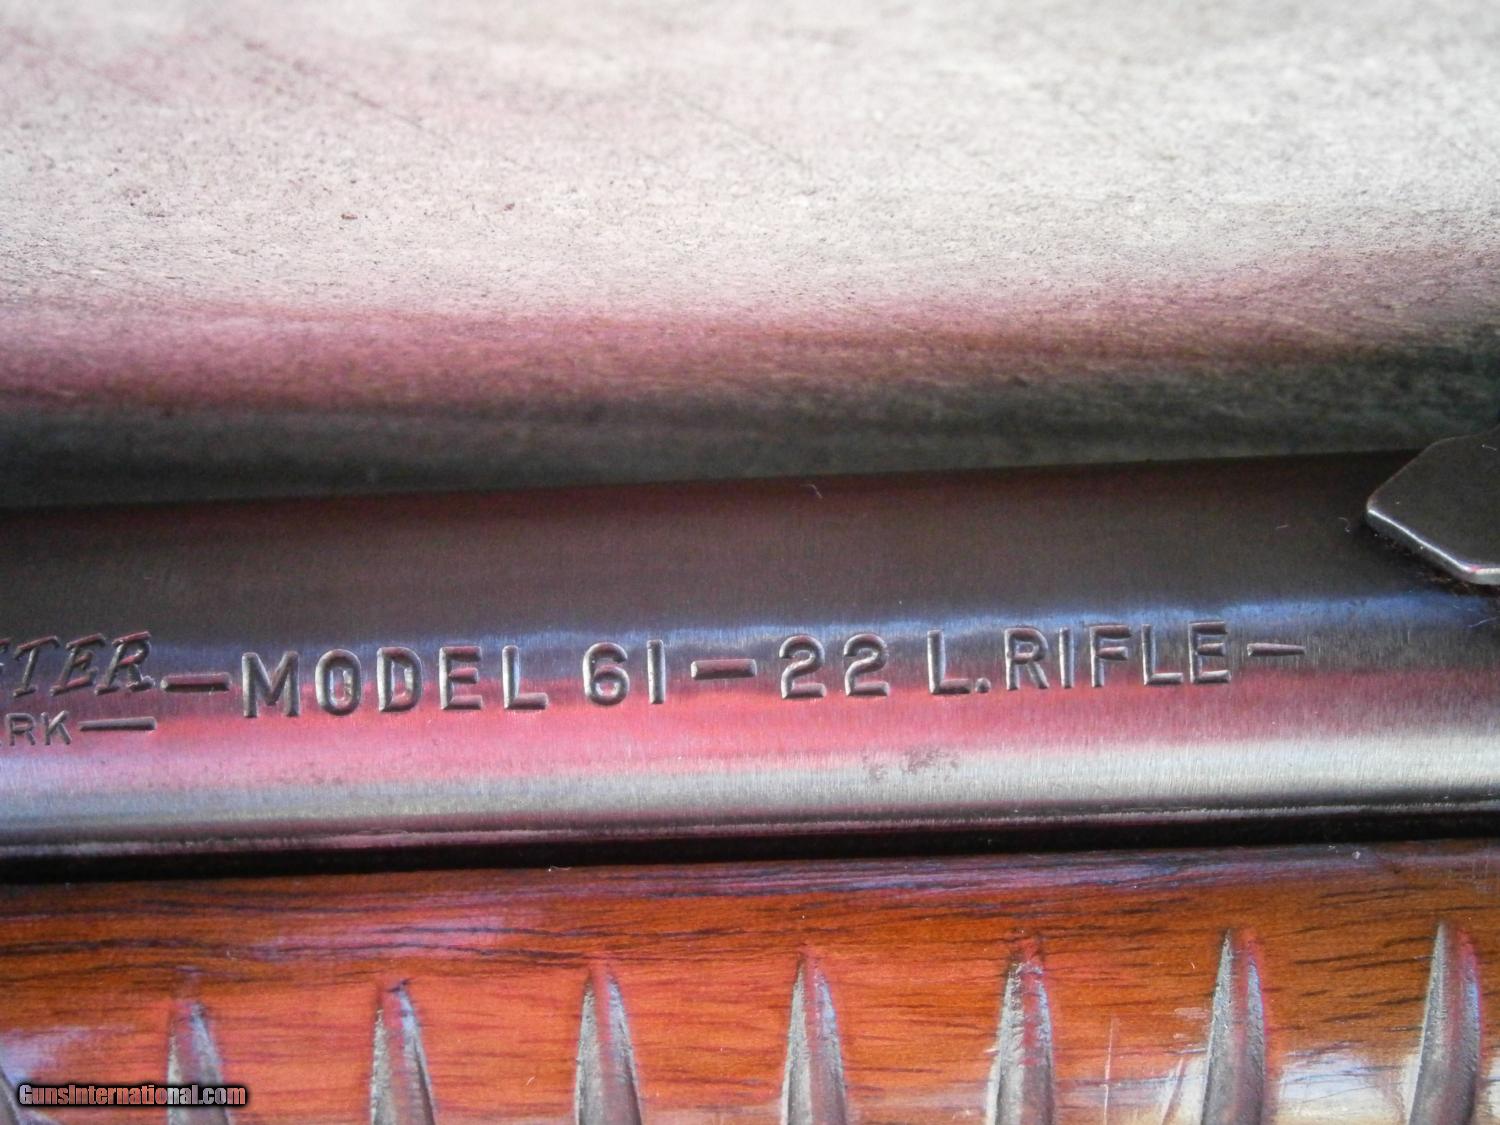 —MODEL 61—22 L.RIFLE—
GunsInternational.com